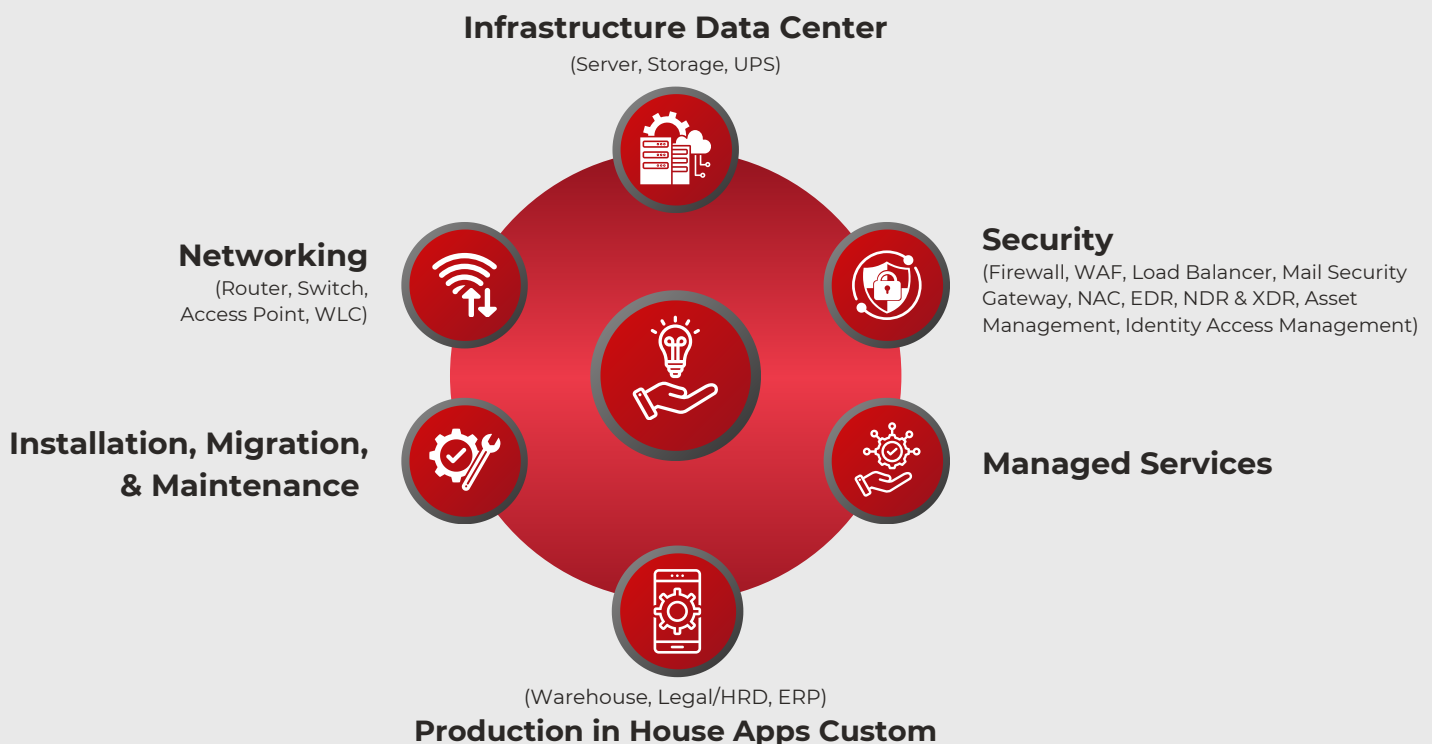 Infrastructure Data Center
(Server, Storage, UPS)
Networking
(Router, Switch,
Access Point, WLC)
Security
(Firewall, WAF, Load Balancer, Mail Security
Gateway, NAC, EDR, NDR & XDR, Asset
Management, Identity Access Management)
Installation, Migration,
& Maintenance
Managed Services
(Warehouse, Legal/HRD, ERP)
Production in House Apps Custom